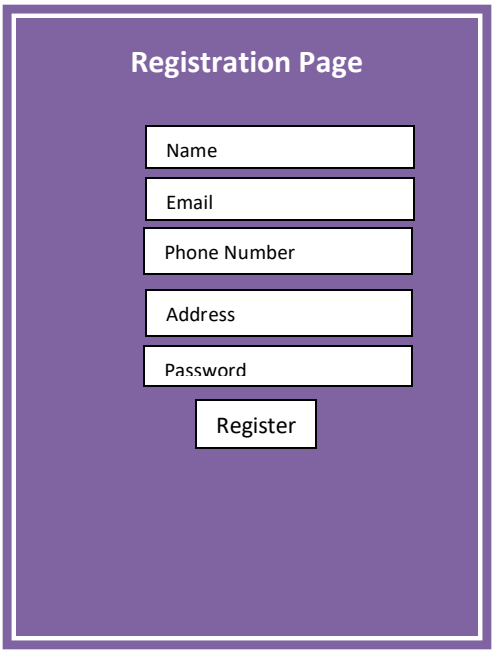 Registration Page
Name
Email
Phone Number
Address
Password
Register